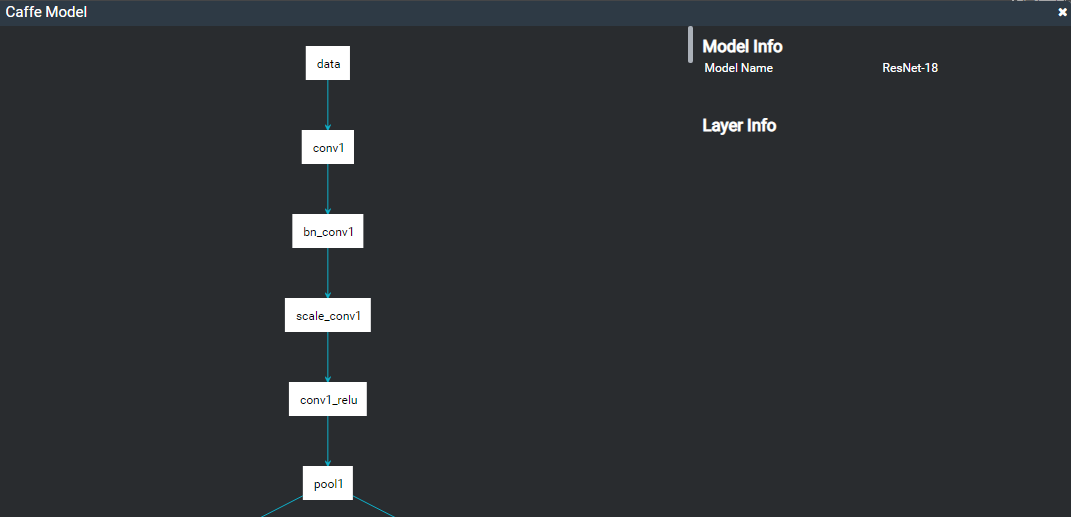 Caffe Model
data
conv1
bn_conv1
scale_conv1
conv1_relu
pool1
Model Info
Model Name ResNet-18
Layer Info